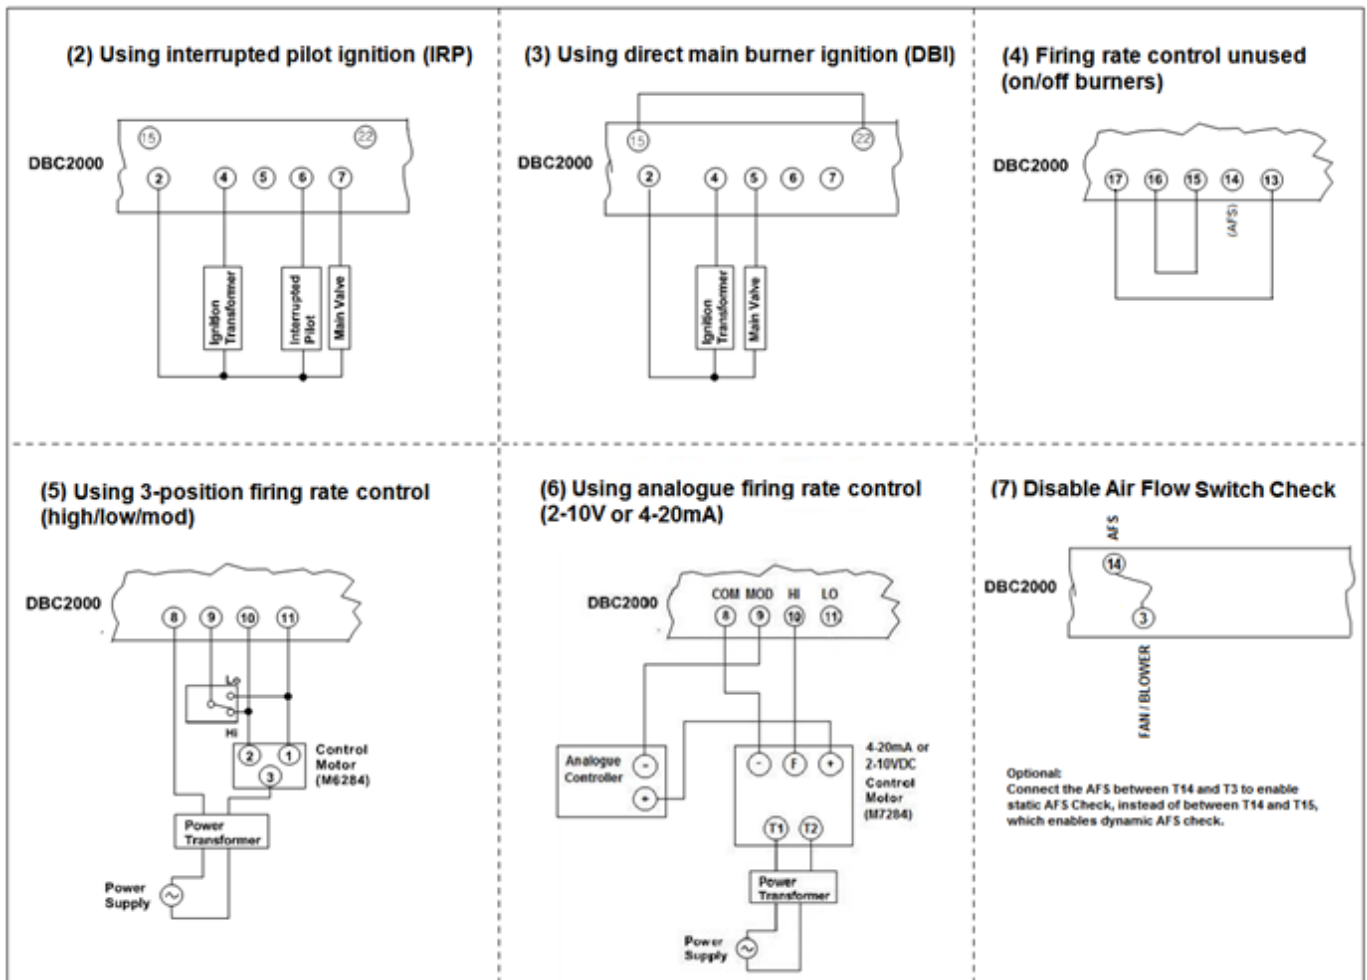 (2) Using interrupted pilot ignition (IRP)
15
22
DBC2000
2
4
5
6
7
Ignition
Transformer
Interrupted
Pilot
Main Valve
(3) Using direct main burner ignition (DBI)
15
22
DBC2000
2
4
5
6
7
Ignition
Transformer
Main Valve
(4) Firing rate control unused
(on/off burners)
DBC2000
17
16
15
14
13
(AFS)
(5) Using 3-position firing rate control
(high/low/mod)
DBC2000
8
9
10
11
Lo
Hi
2
1
3
Control
Motor
(M6284)
Power
Transformer
Power
Supply
(6) Using analogue firing rate control
(2-10V or 4-20mA)
COM MOD HI LO
DBC2000
8
9
10
11
Analogue
Controller
-
+
-
F
+
4-20mA or
2-10VDC
Control
Motor
(M7284)
T1
T2
Power
Transformer
Power
Supply
(7) Disable Air Flow Switch Check
AFS
14
DBC2000
3
FAN / BLOWER
Optional:
Connect the AFS between T14 and T3 to enable
static AFS Check, instead of between T14 and T15,
which enables dynamic AFS check.